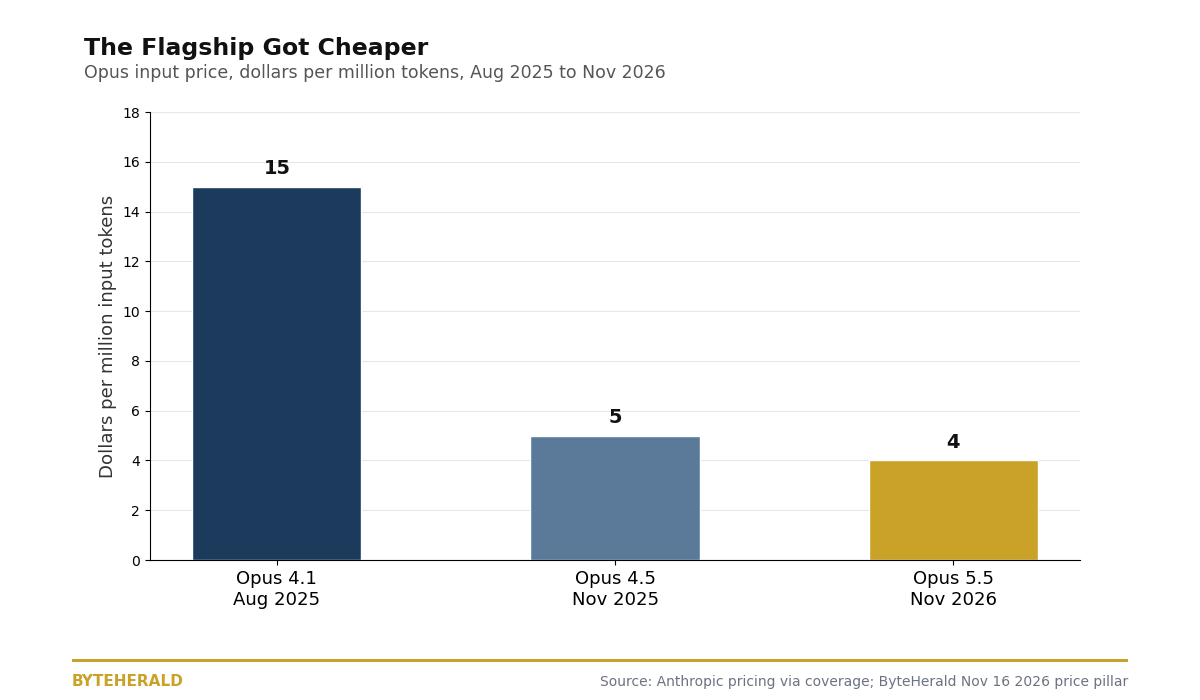 The Flagship Got Cheaper
Opus input price, dollars per million tokens, Aug 2025 to Nov 2026
Dollars per million input tokens
18
16
14
12
10
8
6
4
2
0
15
5
4
Opus 4.1
Aug 2025
Opus 4.5
Nov 2025
Opus 5.5
Nov 2026
BYTEHERALD
Source: Anthropic pricing via coverage; ByteHerald Nov 16 2026 price pillar